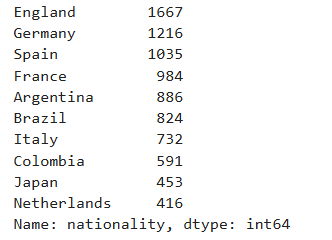 England        1667
Germany        1216
Spain          1035
France          984
Argentina       886
Brazil          824
Italy           732
Colombia        591
Japan           453
Netherlands     416
Name: nationality, dtype: int64